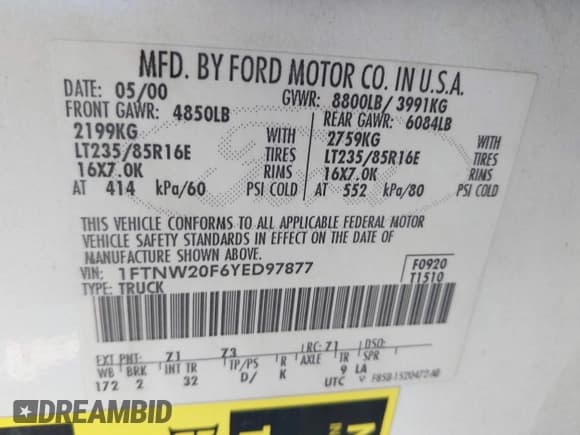 MFD. BY FORD MOTOR CO. IN U.S.A.
DATE: 05/00 GVWR: 8800LB/3991KG
FRONT GAWR: 4850LB REAR GAWR: 6084LB
2199KG WITH 2759KG WITH
LT235/85R16E TIRES LT235/85R16E TIRES
16X7.0K RIMS 16X7.0K RIMS
AT 414 kPa/60 PSI COLD AT 552 kPa/80 PSI COLD
THIS VEHICLE CONFORMS TO ALL APPLICABLE FEDERAL MOTOR
VEHICLE SAFETY STANDARDS IN EFFECT ON THE DATE OF
MANUFACTURE SHOWN ABOVE.
VIN: 1FTNW20F6YED97877 F0920
TYPE: TRUCK T1510
EXT PNT: Z1 Z3 RC: Z1 DSO:
WB BRK INT TR TP/PS R AXLE TR SPR
172 2 32 D/ K 9 LA
UTC V F85B-1520472-AB
DREAMBID